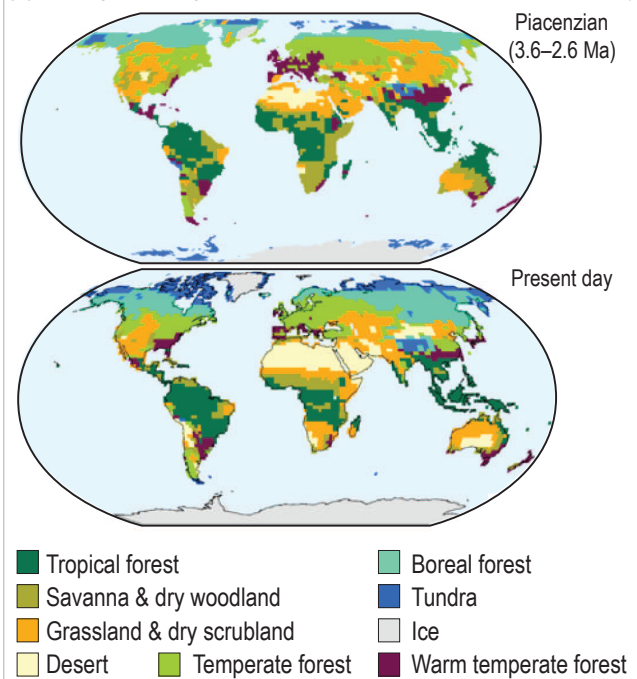 Piacenzian
(3.6–2.6 Ma)
Present day
Tropical forest
Boreal forest
Savanna & dry woodland
Tundra
Grassland & dry scrubland
Ice
Desert
Temperate forest
Warm temperate forest